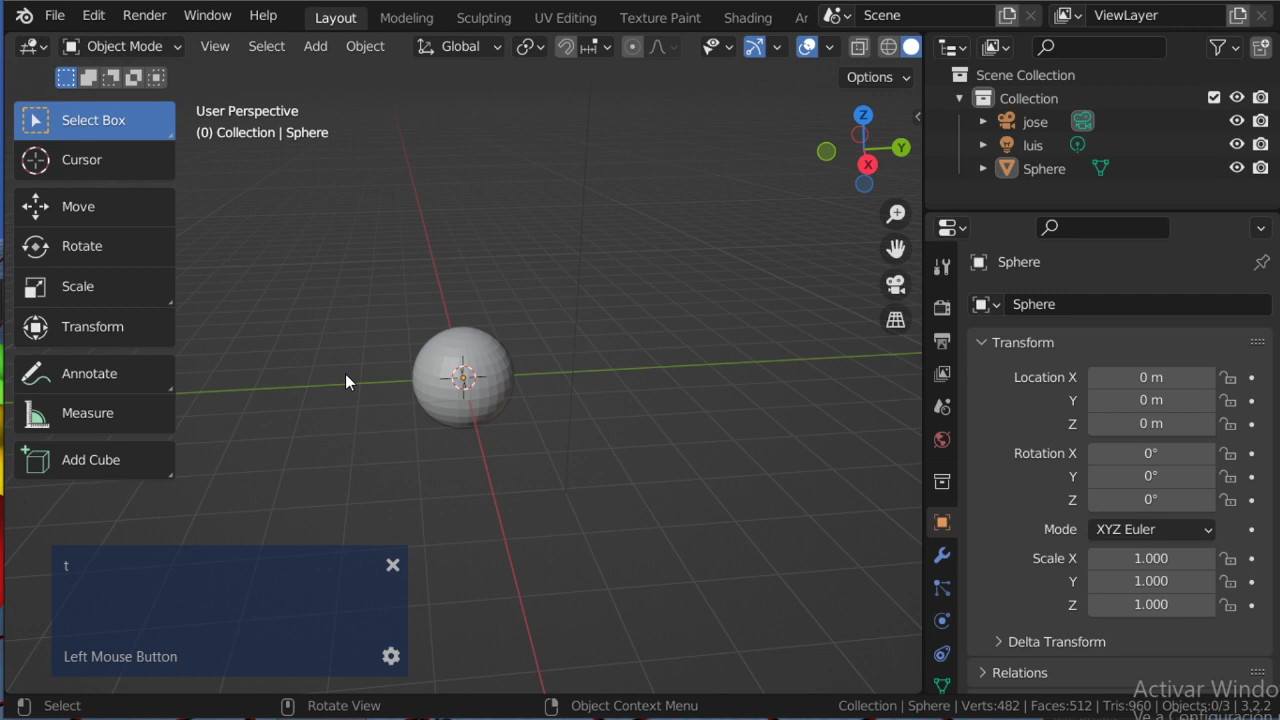 File Edit Render Window Help Layout Modeling Sculpting UV Editing Texture Paint Shading Ar Scene ViewLayer
Object Mode View Select Add Object Global
Options
Select Box
Cursor
Move
Rotate
Scale
Transform
Annotate
Measure
Add Cube
User Perspective
(0) Collection | Sphere
Z
Y
X
t
Left Mouse Button
Scene Collection
Collection
jose
luis
Sphere
Sphere
Sphere
Transform
Location X 0 m
Y 0 m
Z 0 m
Rotation X 0°
Y 0°
Z 0°
Mode XYZ Euler
Scale X 1.000
Y 1.000
Z 1.000
Delta Transform
Relations
Activar Windo
Select Rotate View Object Context Menu Collection | Sphere | Verts:482 | Faces:512 | Tris:960 | Objects:0/3 | 3.2.2
Ve a Configuración